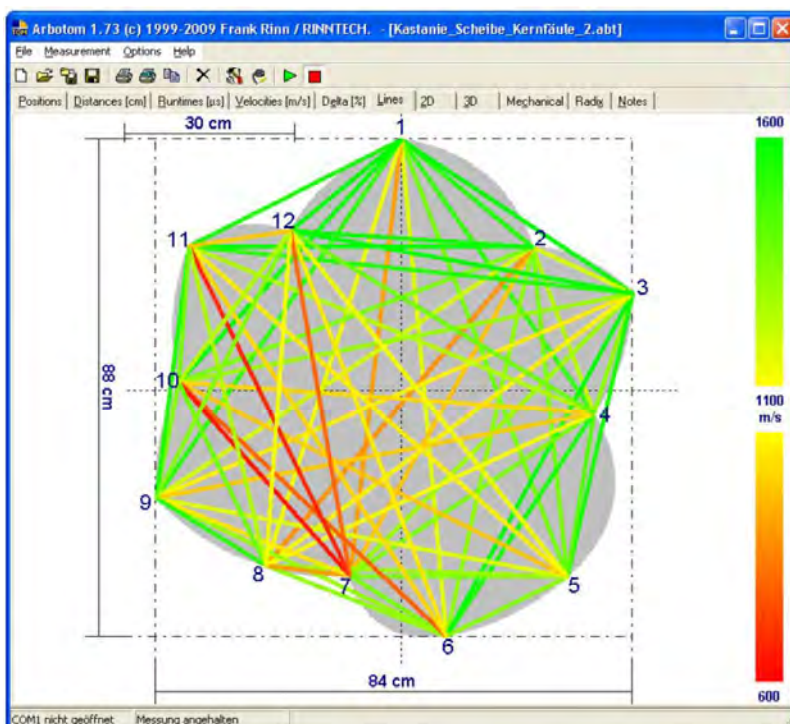 Arbotom 1.73 (c) 1999-2009 Frank Rinn / RINNTECH. - [Kastanie_Scheibe_Kernfäule_2.abt]
File Measurement Options Help
Positions Distances [cm] Runtimes [µs] Velocities [m/s] Delta [%] Lines 2D 3D Mechanical Radix Notes
30 cm
1
1600
12
11
2
3
88 cm
10
4
1100
m/s
9
8
7
5
6
84 cm
600
COM1 nicht geöffnet Messung angehalten